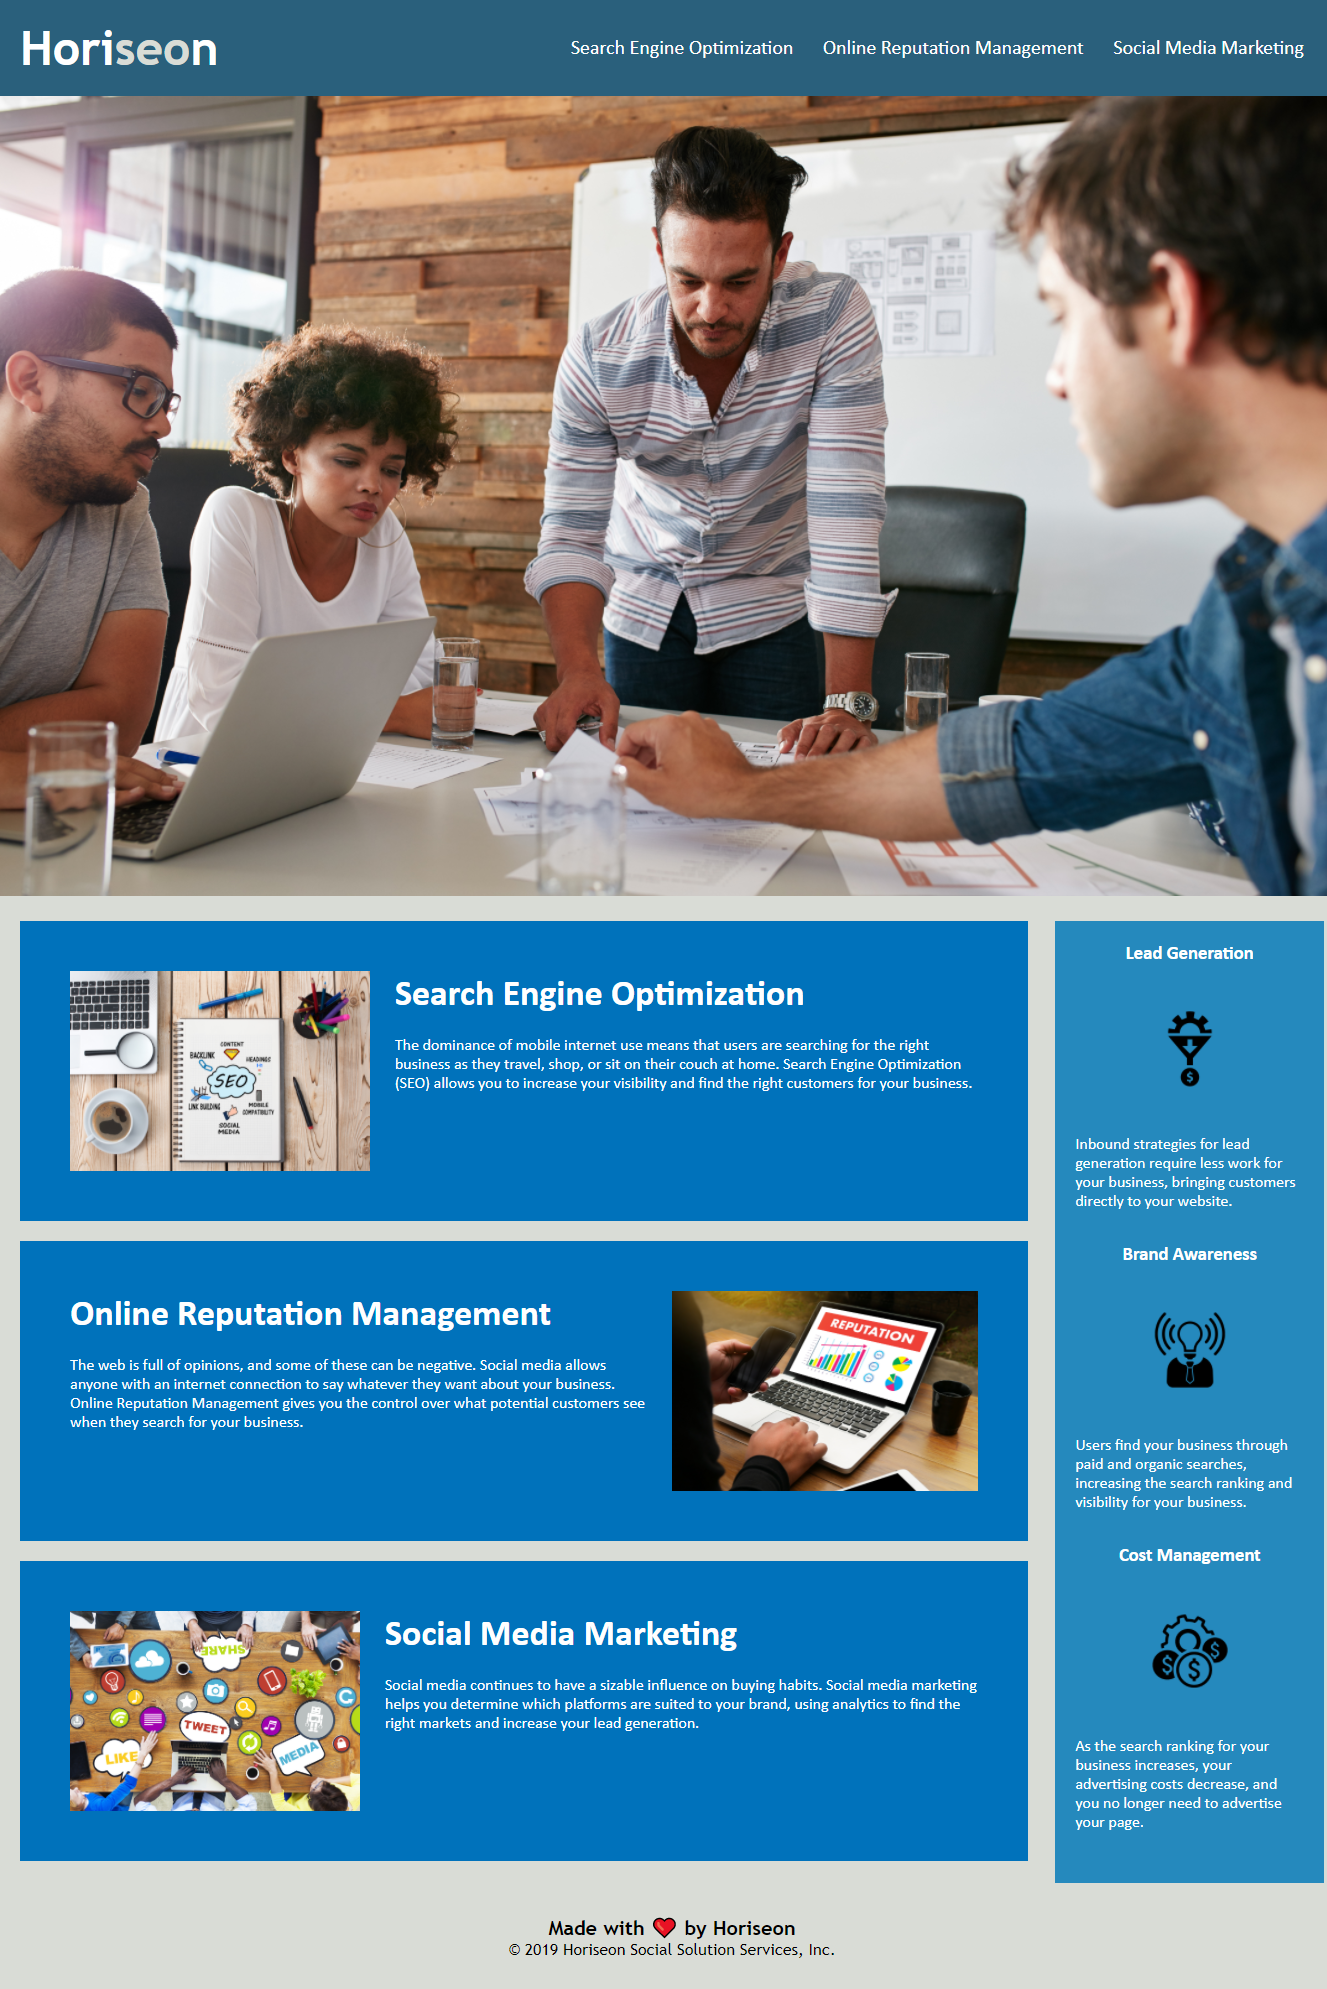 Horiseon
Search Engine Optimization
Online Reputation Management
Social Media Marketing
CONTENT
BACKLINK
HEADINGS
SEO
LINK BUILDING
MOBILE
COMPATIBILITY
SOCIAL
MEDIA
Search Engine Optimization
The dominance of mobile internet use means that users are searching for the right
business as they travel, shop, or sit on their couch at home. Search Engine Optimization
(SEO) allows you to increase your visibility and find the right customers for your business.
Online Reputation Management
The web is full of opinions, and some of these can be negative. Social media allows
anyone with an internet connection to say whatever they want about your business.
Online Reputation Management gives you the control over what potential customers see
when they search for your business.
REPUTATION
SHARE
TWEET
LIKE
MEDIA
Social Media Marketing
Social media continues to have a sizable influence on buying habits. Social media marketing
helps you determine which platforms are suited to your brand, using analytics to find the
right markets and increase your lead generation.
Lead Generation
$
Inbound strategies for lead
generation require less work for
your business, bringing customers
directly to your website.
Brand Awareness
Users find your business through
paid and organic searches,
increasing the search ranking and
visibility for your business.
Cost Management
$ $ $
As the search ranking for your
business increases, your
advertising costs decrease, and
you no longer need to advertise
your page.
Made with ❤️ by Horiseon
© 2019 Horiseon Social Solution Services, Inc.